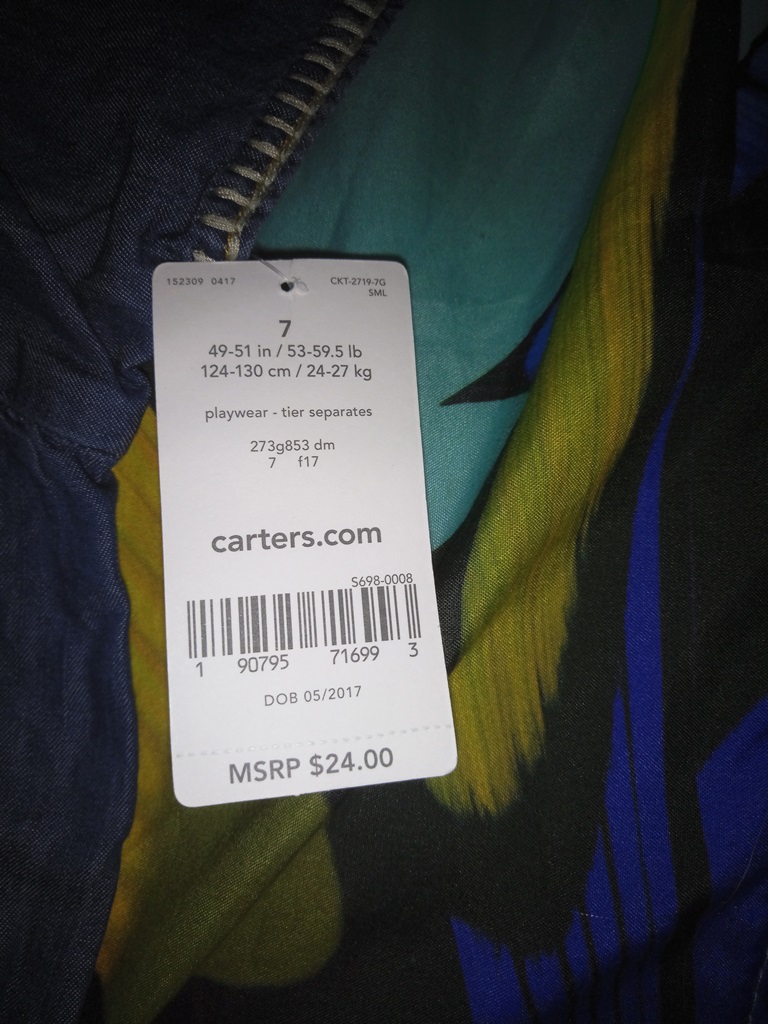 152309 0417 CKT-2719-7G
SML
7
49-51 in / 53-59.5 lb
124-130 cm / 24-27 kg
playwear - tier separates
273g853 dm
7 f17
carters.com
S698-0008
1 90795 71699 3
DOB 05/2017
MSRP $24.00